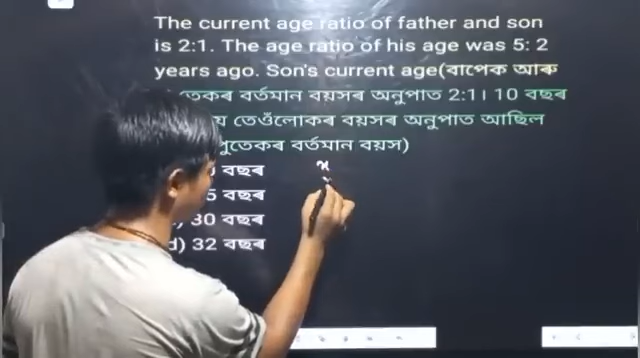 The current age ratio of father and son
is 2:1. The age ratio of his age was 5: 2
years ago. Son's current age(বাপেক আৰু
তেকৰ বৰ্তমান বয়সৰ অনুপাত 2:1। 10 বছৰ
তেওঁলোকৰ বয়সৰ অনুপাত আছিল
পুতেকৰ বৰ্তমান বয়স)
বছৰ
5 বছৰ
30 বছৰ
d) 32 বছৰ
x